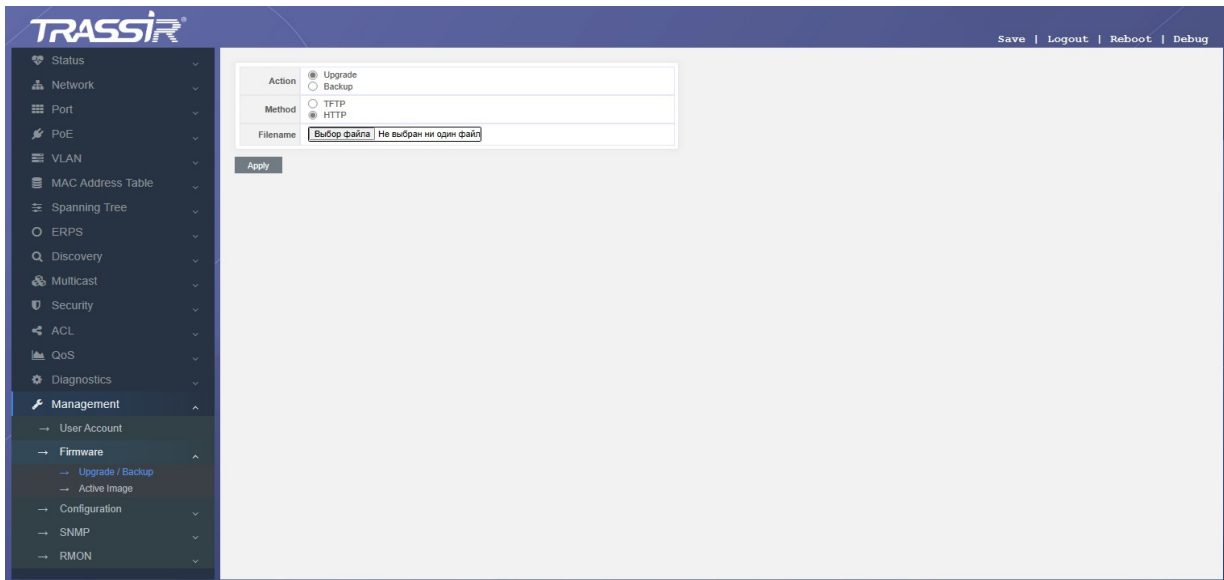 TRASSIR®
Save | Logout | Reboot | Debug
Status
Network
Port
PoE
VLAN
MAC Address Table
Spanning Tree
ERPS
Discovery
Multicast
Security
ACL
QoS
Diagnostics
Management
→ User Account
→ Firmware
→ Upgrade / Backup
→ Active Image
→ Configuration
→ SNMP
→ RMON
Action
Upgrade
Backup
Method
TFTP
HTTP
Filename Выбор файла Не выбран ни один файл
Apply